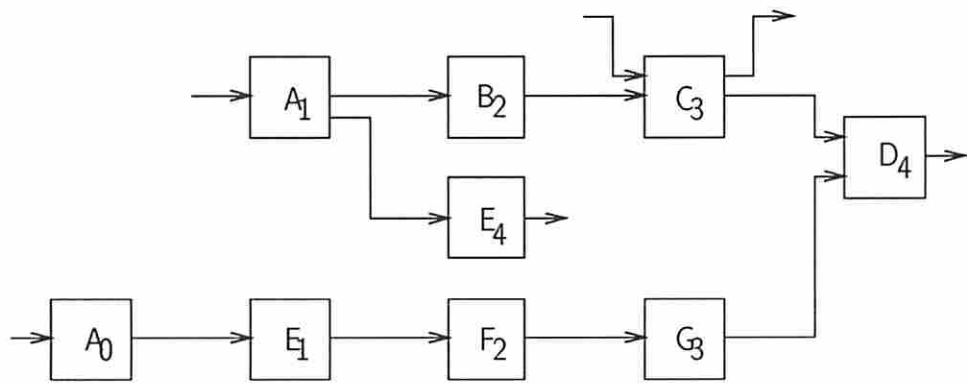 A₁
B₂
C₃
D₄
E₄
A₀
E₁
F₂
G₃